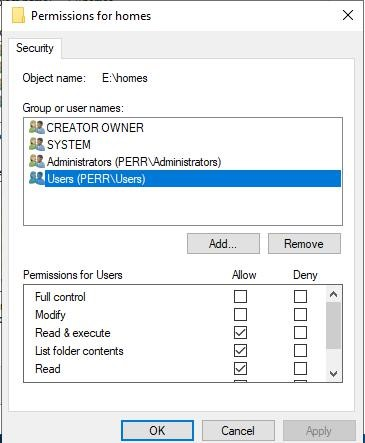 Permissions for homes
Security
Object name: E:\homes
Group or user names:
CREATOR OWNER
SYSTEM
Administrators (PERR\Administrators)
Users (PERR\Users)
Add... Remove
Permissions for Users Allow Deny
Full control
Modify
Read & execute
List folder contents
Read
OK Cancel Apply